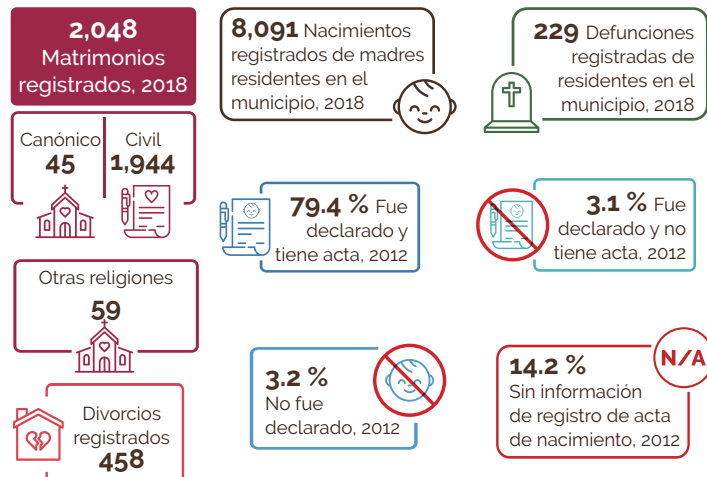 2,048
Matrimonios
registrados, 2018
Canónico
45
Civil
1,944
Otras religiones
59
Divorcios
registrados
458
8,091 Nacimientos
registrados de madres
residentes en el
municipio, 2018
229 Defunciones
registradas de
residentes en el
municipio, 2018
79.4 % Fue
declarado y
tiene acta, 2012
3.1 % Fue
declarado y no
tiene acta, 2012
3.2 %
No fue
declarado, 2012
N/A
14.2 %
Sin información
de registro de acta
de nacimiento, 2012